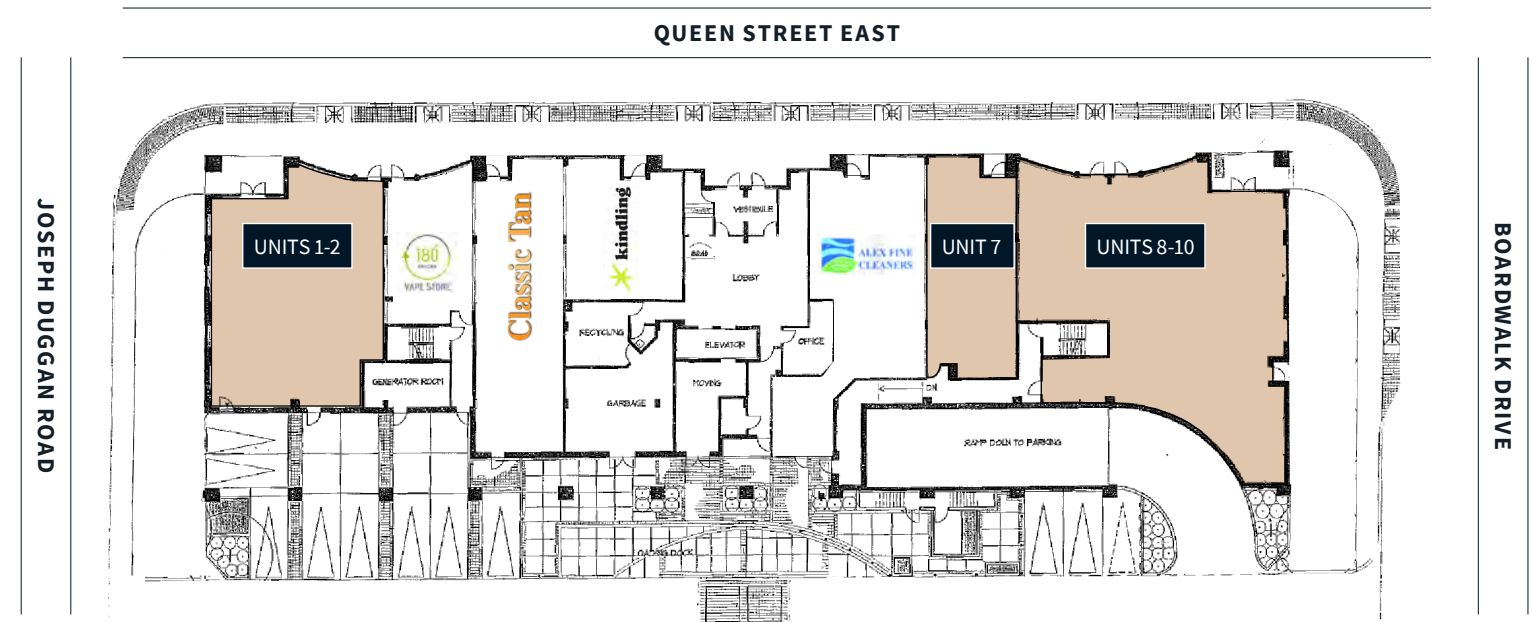 QUEEN STREET EAST
JOSEPH DUGGAN ROAD
BOARDWALK DRIVE
UNITS 1-2
180
VAPE STORE
Classic Tan
kindling
VESTIBULE
LOBBY
ALEX FINE
CLEANERS
UNIT 7
UNITS 8-10
RECYCLING
ELEVATOR
OFFICE
GENERATOR ROOM
MOVING
GARBAGE
DN
RAMP DOWN TO PARKING
LOADING DOCK